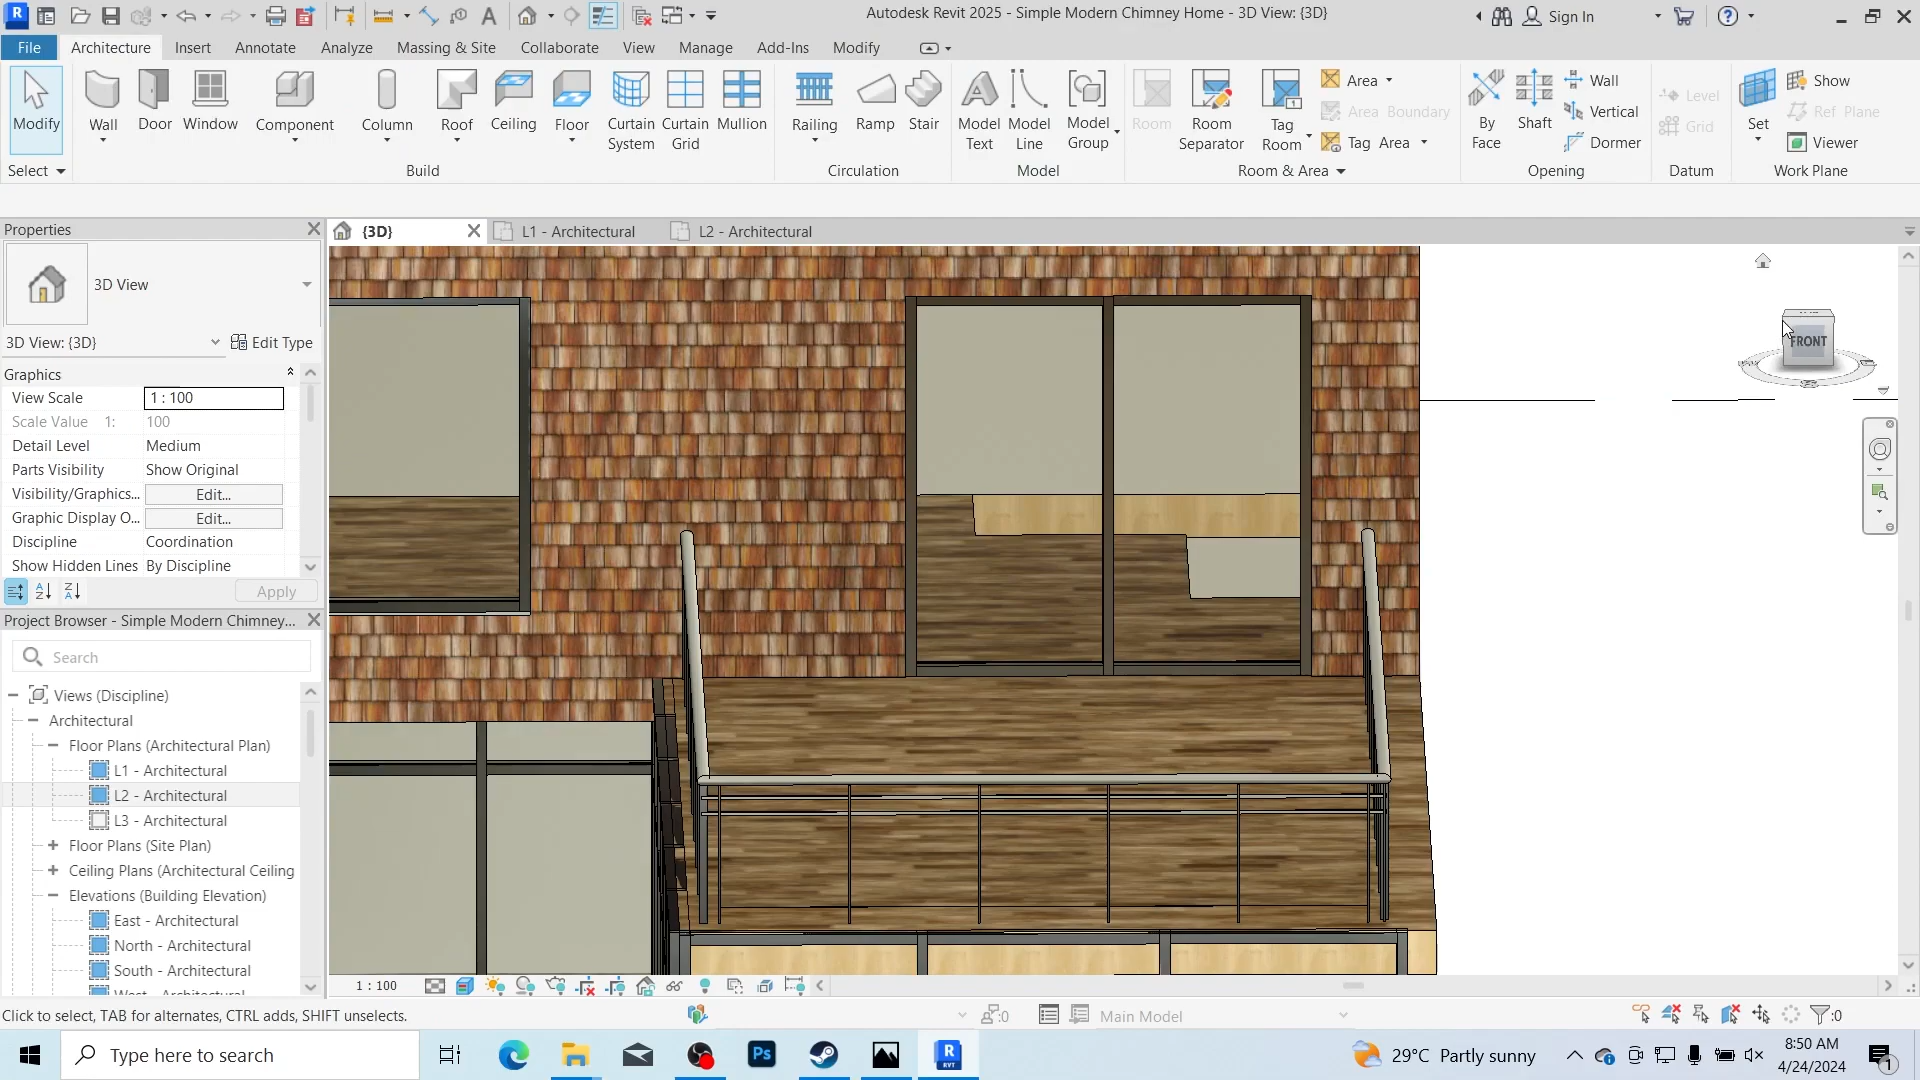 Autodesk Revit 2025 - Simple Modern Chimney Home - 3D View: {3D}
Sign In
File Architecture Insert Annotate Analyze Massing & Site Collaborate View Manage Add-Ins Modify
Modify Wall Door Window Component Column Roof Ceiling Floor Curtain System Curtain Grid Mullion Railing Ramp Stair Model Text Model Line Model Group Room Room Separator Tag Room
Area
Area Boundary
Tag Area
By Face Shaft
Wall
Vertical
Dormer
Level
Grid
Set
Show
Ref Plane
Viewer
Select Build Circulation Model Room & Area Opening Datum Work Plane
Properties
{3D} L1 - Architectural L2 - Architectural
3D View
3D View: {3D} Edit Type
Graphics
View Scale 1 : 100
Scale Value 1: 100
Detail Level Medium
Parts Visibility Show Original
Visibility/Graphics... Edit...
Graphic Display O... Edit...
Discipline Coordination
Show Hidden Lines By Discipline
Apply
Project Browser - Simple Modern Chimney...
Search
Views (Discipline)
Architectural
Floor Plans (Architectural Plan)
L1 - Architectural
L2 - Architectural
L3 - Architectural
Floor Plans (Site Plan)
Ceiling Plans (Architectural Ceiling
Elevations (Building Elevation)
East - Architectural
North - Architectural
South - Architectural
West - Architectural
FRONT
1 : 100
Click to select, TAB for alternates, CTRL adds, SHIFT unselects.
:0
Main Model
:0
Type here to search
Ps
R
RVT
29°C Partly sunny
8:50 AM
4/24/2024
1